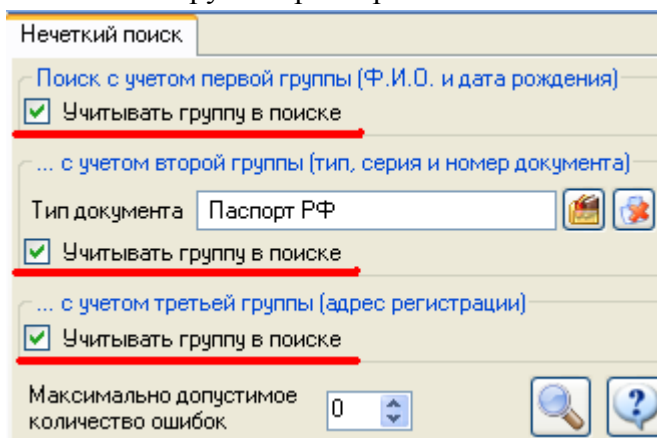 Нечеткий поиск
Поиск с учетом первой группы (Ф.И.О. и дата рождения)
Учитывать группу в поиске
... с учетом второй группы (тип, серия и номер документа)
Тип документа Паспорт РФ
Учитывать группу в поиске
... с учетом третьей группы (адрес регистрации)
Учитывать группу в поиске
Максимально допустимое
количество ошибок 0